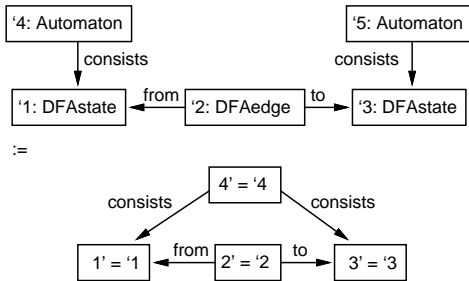 ‘4: Automaton ‘5: Automaton
consists consists
‘1: DFAstate from ‘2: DFAedge to ‘3: DFAstate
:=
4’ = ‘4
consists consists
1’ = ‘1 from 2’ = ‘2 to 3’ = ‘3